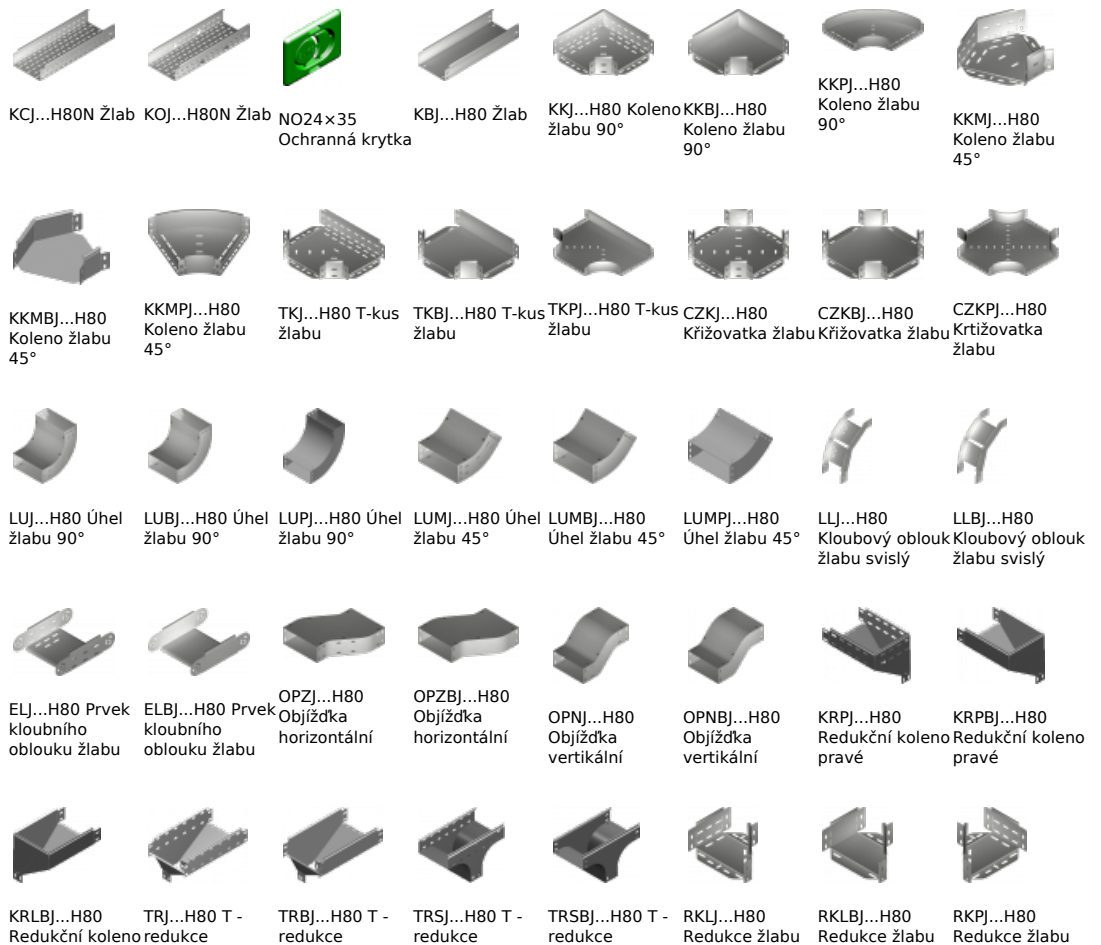 KCJ...H80N Žlab
KOJ...H80N Žlab
NO24×35
Ochranná krytka
KBJ...H80 Žlab
KKJ...H80 Koleno
žlabu 90°
KKBJ...H80
Koleno žlabu
90°
KKPJ...H80
Koleno žlabu
90°
KKMJ...H80
Koleno žlabu
45°
KKMBJ...H80
Koleno žlabu
45°
KKMPJ...H80
Koleno žlabu
45°
TKJ...H80 T-kus
žlabu
TKBJ...H80 T-kus
žlabu
TKPJ...H80 T-kus
žlabu
CZKJ...H80
Křižovatka žlabu
CZKBJ...H80
Křižovatka žlabu
CZKPJ...H80
Krtižovatka
žlabu
LUJ...H80 Úhel
žlabu 90°
LUBJ...H80 Úhel
žlabu 90°
LUPJ...H80 Úhel
žlabu 90°
LUMJ...H80 Úhel
žlabu 45°
LUMBJ...H80
Úhel žlabu 45°
LUMPJ...H80
Úhel žlabu 45°
LLJ...H80
Kloubový oblouk
žlabu svislý
LLBJ...H80
Kloubový oblouk
žlabu svislý
ELJ...H80 Prvek
kloubního
oblouku žlabu
ELBJ...H80 Prvek
kloubního
oblouku žlabu
OPZJ...H80
Objížďka
horizontální
OPZBJ...H80
Objížďka
horizontální
OPNJ...H80
Objížďka
vertikální
OPNBJ...H80
Objížďka
vertikální
KRPJ...H80
Redukční koleno
pravé
KRPBJ...H80
Redukční koleno
pravé
KRLBJ...H80
Redukční koleno
TRJ...H80 T -
redukce
TRBJ...H80 T -
redukce
TRSJ...H80 T -
redukce
TRSBJ...H80 T -
redukce
RKLJ...H80
Redukce žlabu
RKLBJ...H80
Redukce žlabu
RKPJ...H80
Redukce žlabu